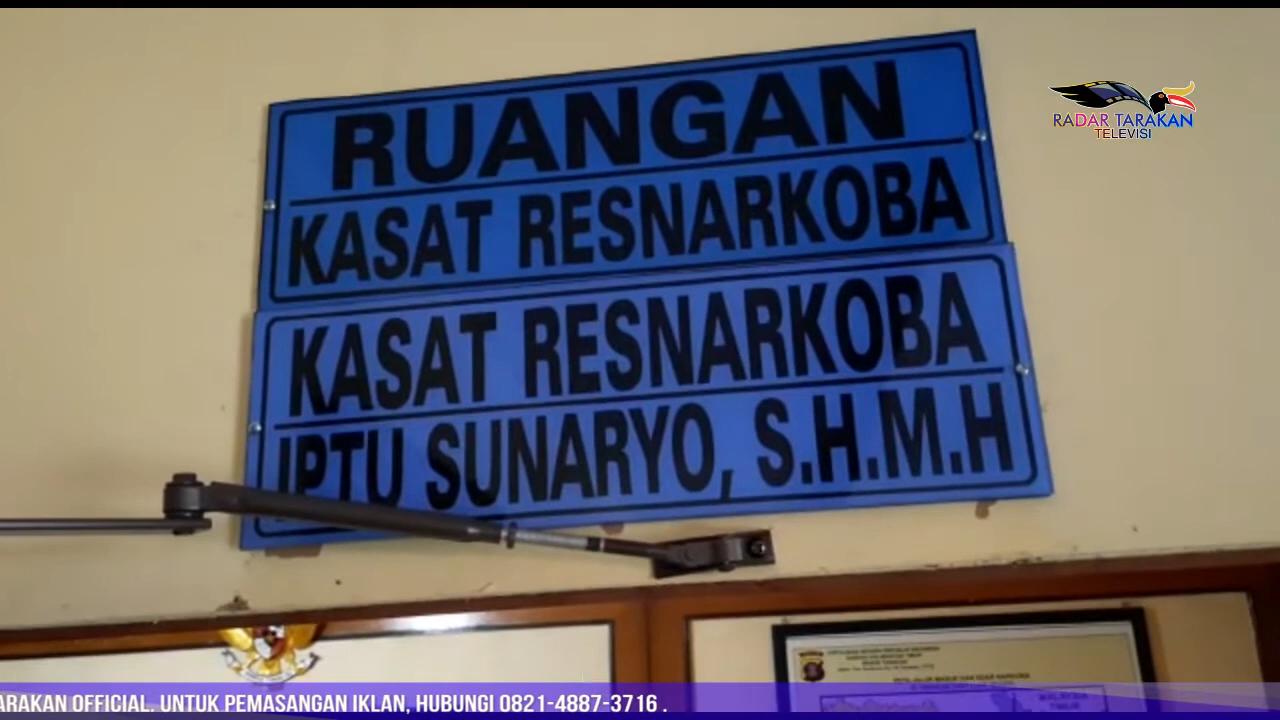 RUANGAN
KASAT RESNARKOBA
KASAT RESNARKOBA
IPTU SUNARYO, S.H.M.H
RADAR TARAKAN
TELEVISI
ARAKAN OFFICIAL. UNTUK PEMASANGAN IKLAN, HUBUNGI 0821-4887-3716 .